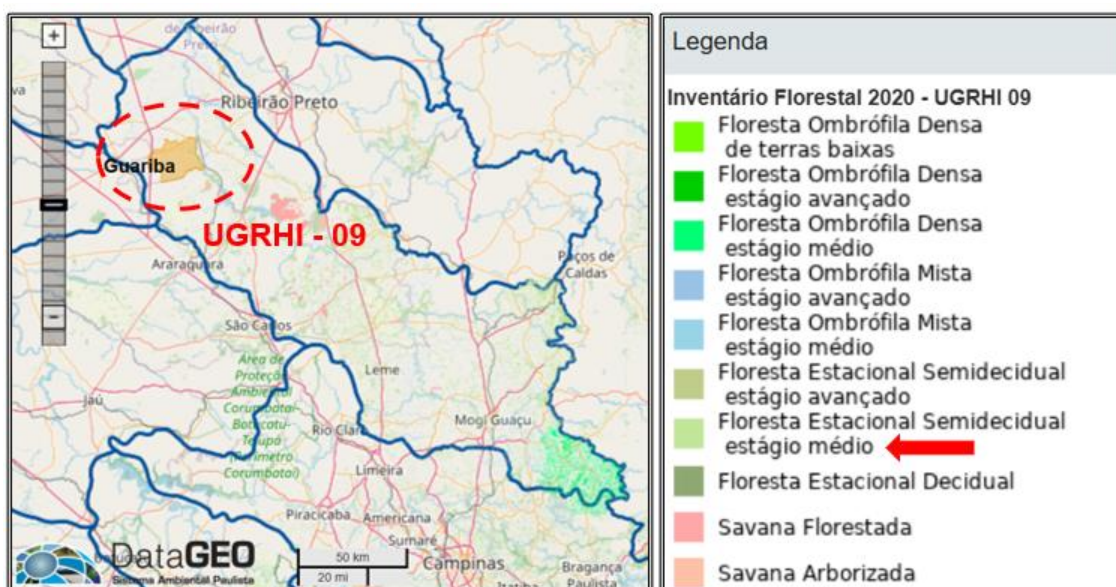 +
de Ribeirão
Preto
Ribeirão Preto
Guariba
UGRHI - 09
Araraquara
Poços de
Caldas
São Carlos
Área de
Proteção
Ambiental
Corumbataí-
Botucatu-
Tejupá
(Perímetro
Corumbataí)
Leme
Jaú
Mogi Guaçu
Rio Claro
Limeira
Piracicaba
Americana
Sumaré
Campinas
Bragança
Paulista
DataGEO
Sistema Ambiental Paulista
50 km
20 mi
Legenda
Inventário Florestal 2020 - UGRHI 09
Floresta Ombrófila Densa
de terras baixas
Floresta Ombrófila Densa
estágio avançado
Floresta Ombrófila Densa
estágio médio
Floresta Ombrófila Mista
estágio avançado
Floresta Ombrófila Mista
estágio médio
Floresta Estacional Semidecidual
estágio avançado
Floresta Estacional Semidecidual
estágio médio
Floresta Estacional Decidual
Savana Florestada
Savana Arborizada